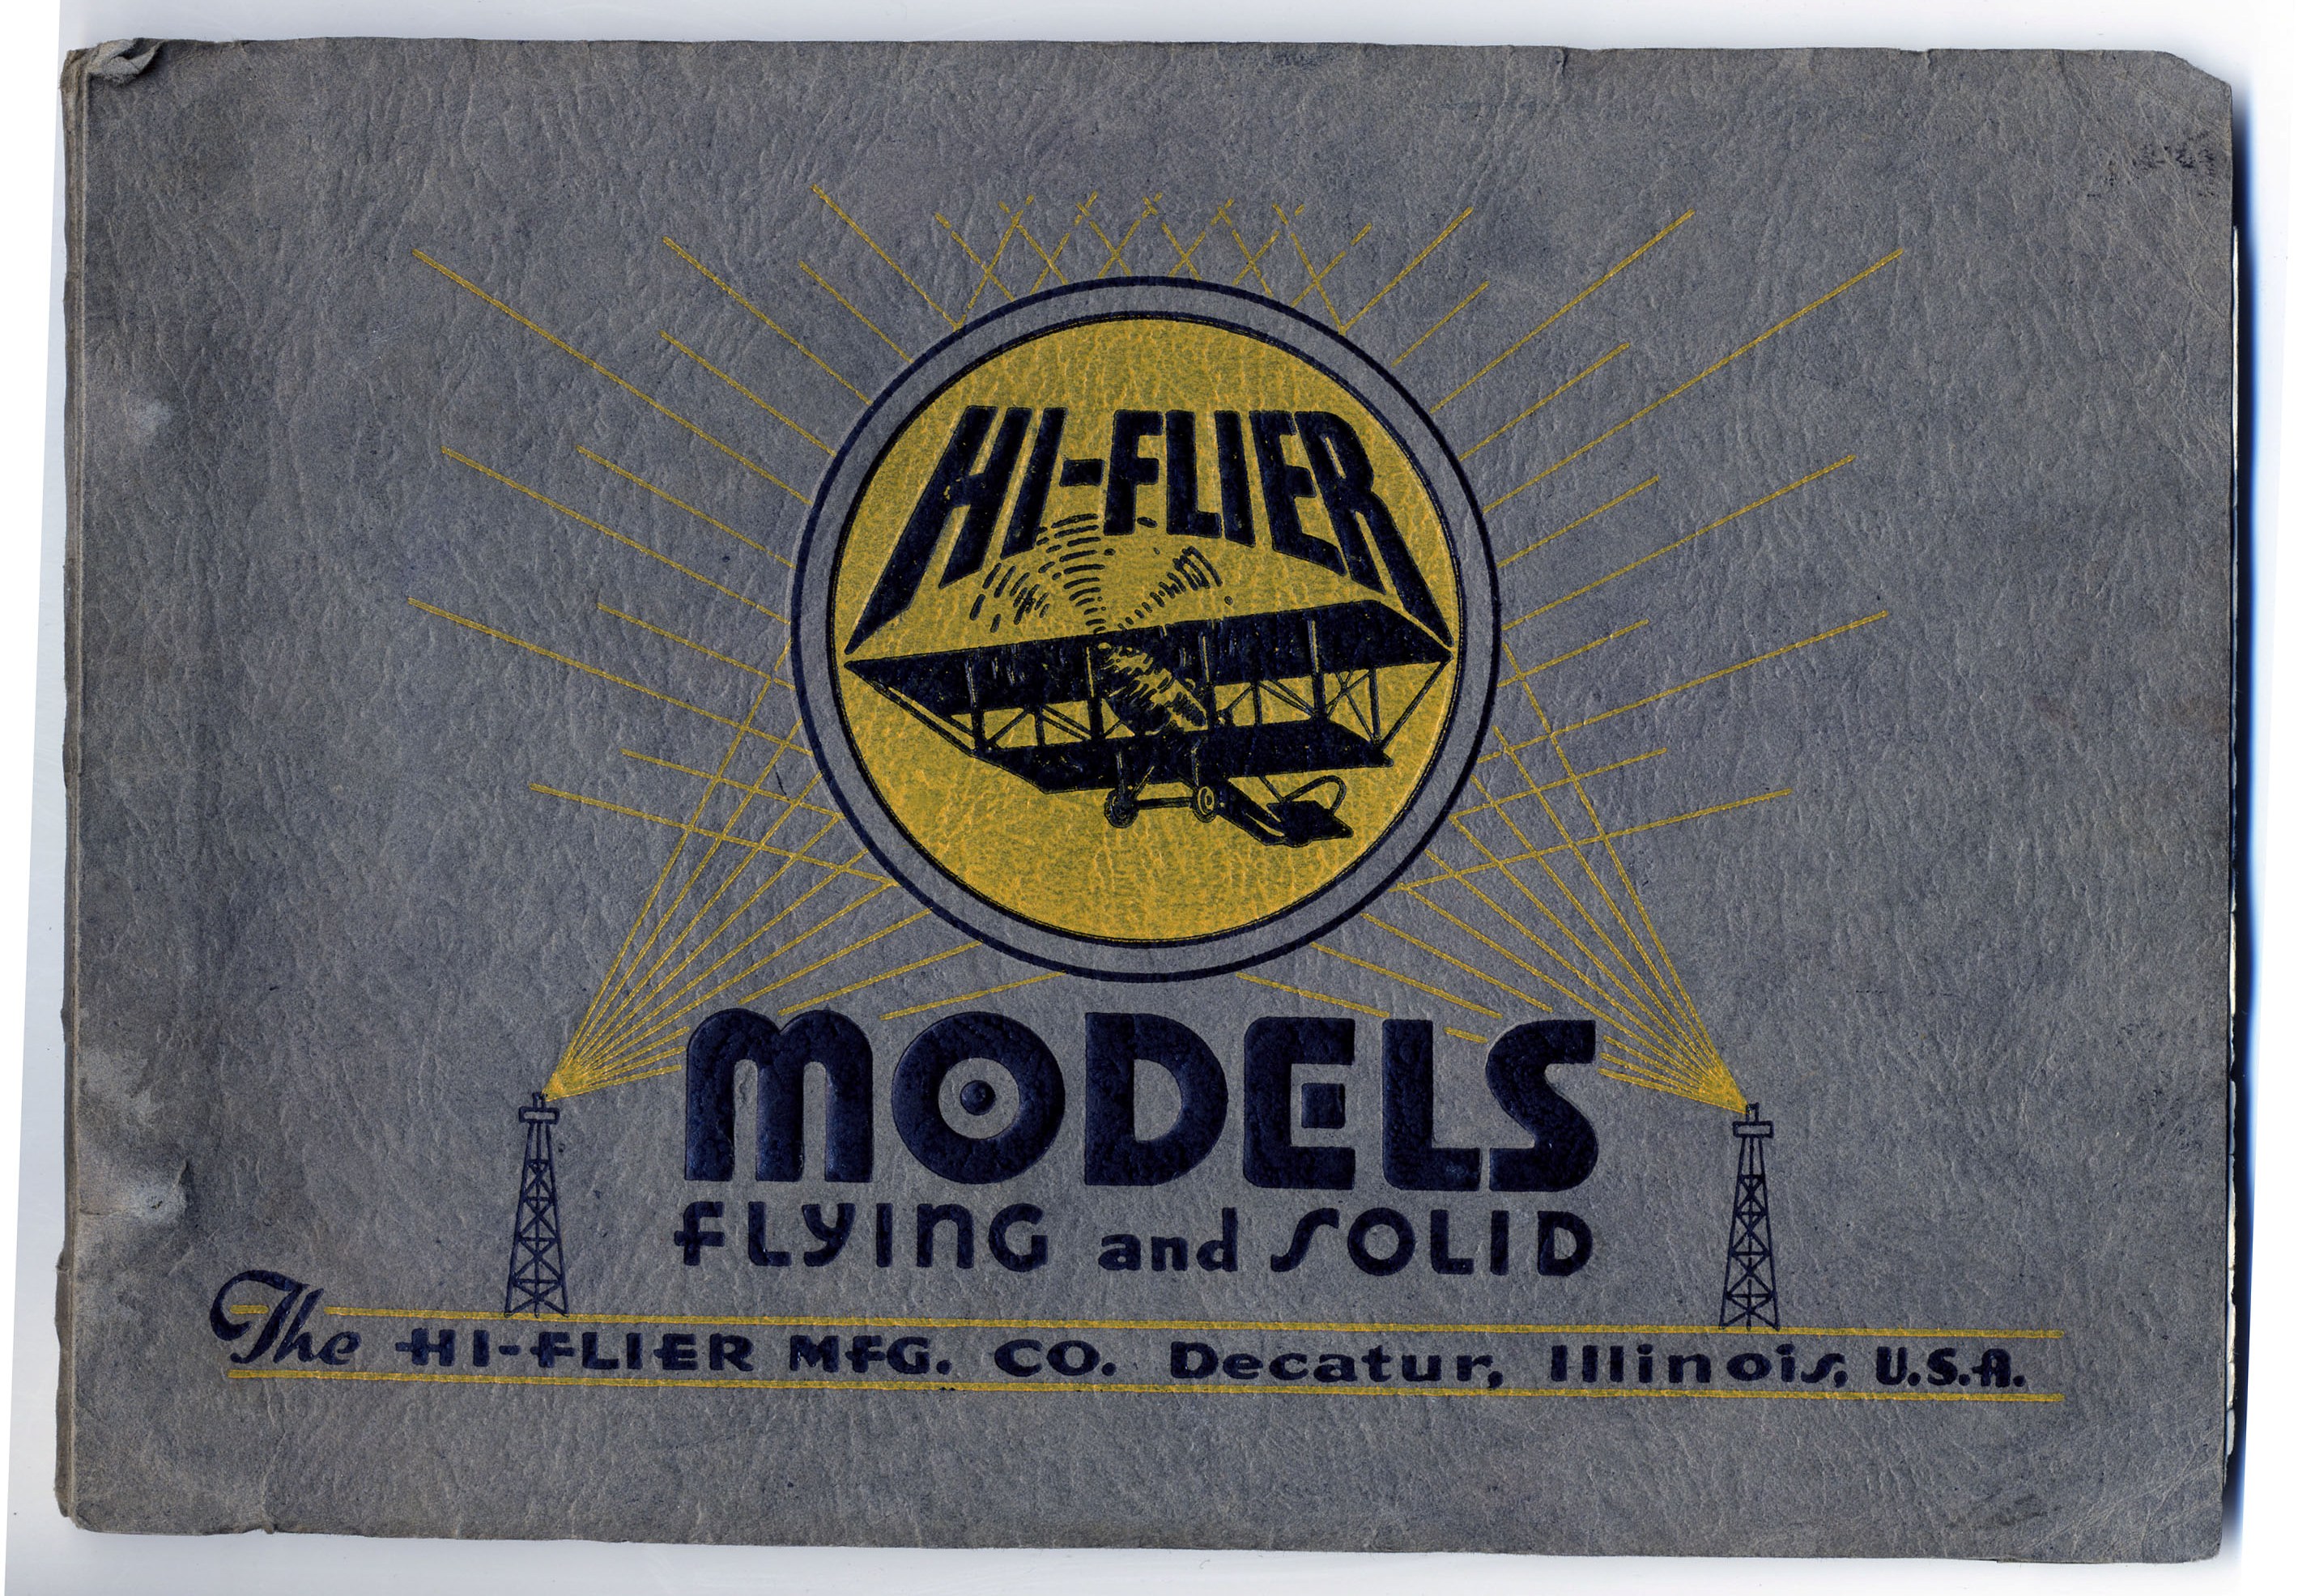 HI-FLIER
MODELS
FLYING and SOLID
The HI-FLIER MFG. CO. Decatur, Illinois, U.S.A.